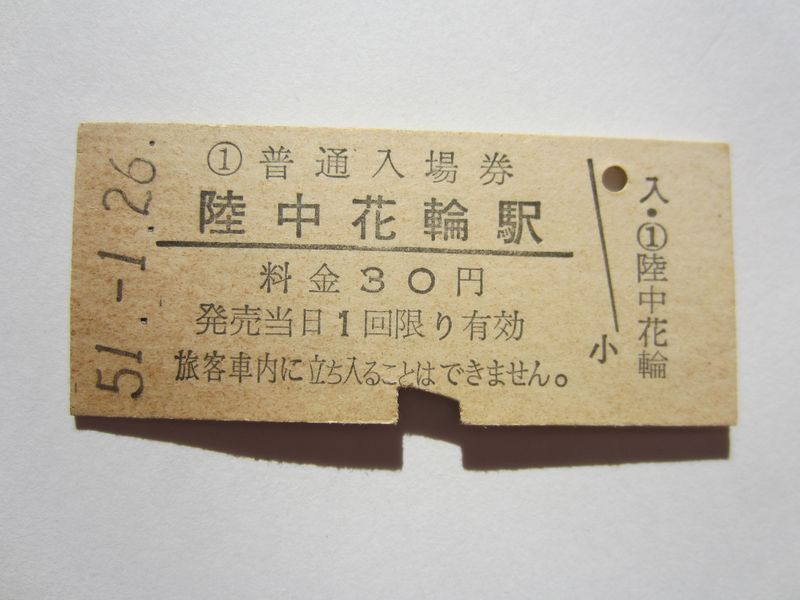 51.-1.26.
①普通入場券
陸中花輪駅
料金30円
発売当日1回限り有効
旅客車内に立ち入ることはできません。
小
入・①陸中花輪